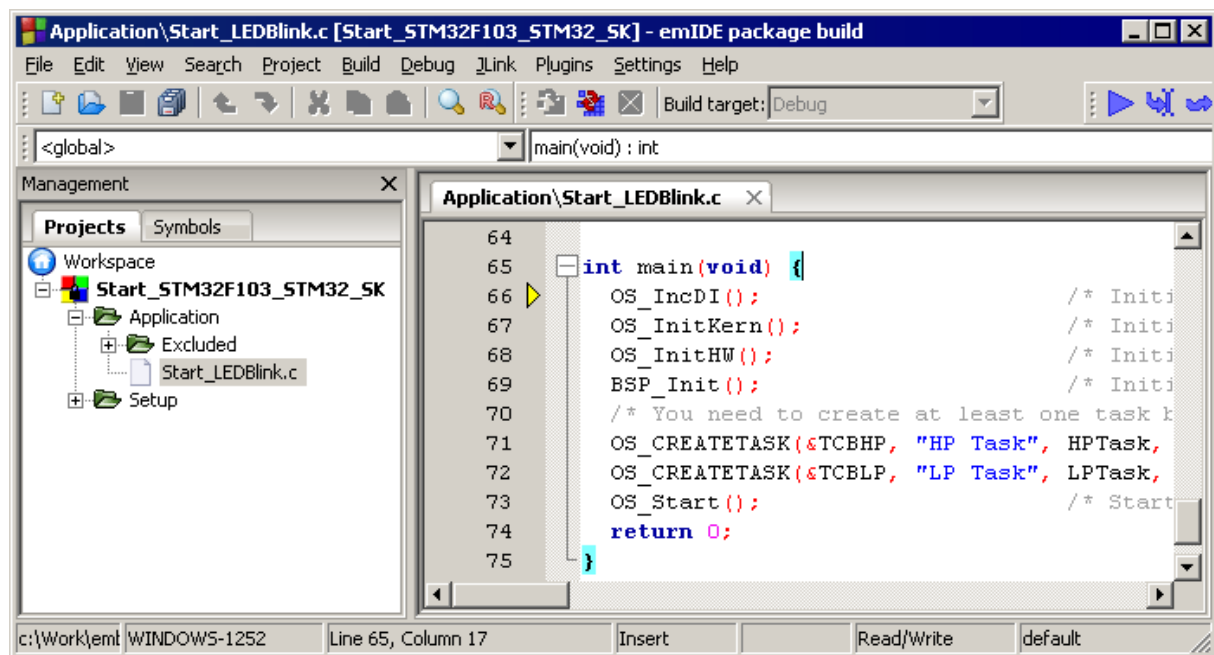 Application\Start_LEDBlink.c [Start_STM32F103_STM32_SK] - emIDE package build
File Edit View Search Project Build Debug JLink Plugins Settings Help
Build target: Debug
<global> main(void) : int
Management
Projects Symbols
Workspace
Start_STM32F103_STM32_SK
Application
Excluded
Start_LEDBlink.c
Setup
Application\Start_LEDBlink.c
64
65 int main(void) {
66 OS_IncDI(); /* Initi
67 OS_InitKern(); /* Initi
68 OS_InitHW(); /* Initi
69 BSP_Init(); /* Initi
70 /* You need to create at least one task b
71 OS_CREATETASK(&TCBHP, "HP Task", HPTask,
72 OS_CREATETASK(&TCBLP, "LP Task", LPTask,
73 OS_Start(); /* Start
74 return 0;
75 }
c:\Work\emb WINDOWS-1252 Line 65, Column 17 Insert Read/Write default